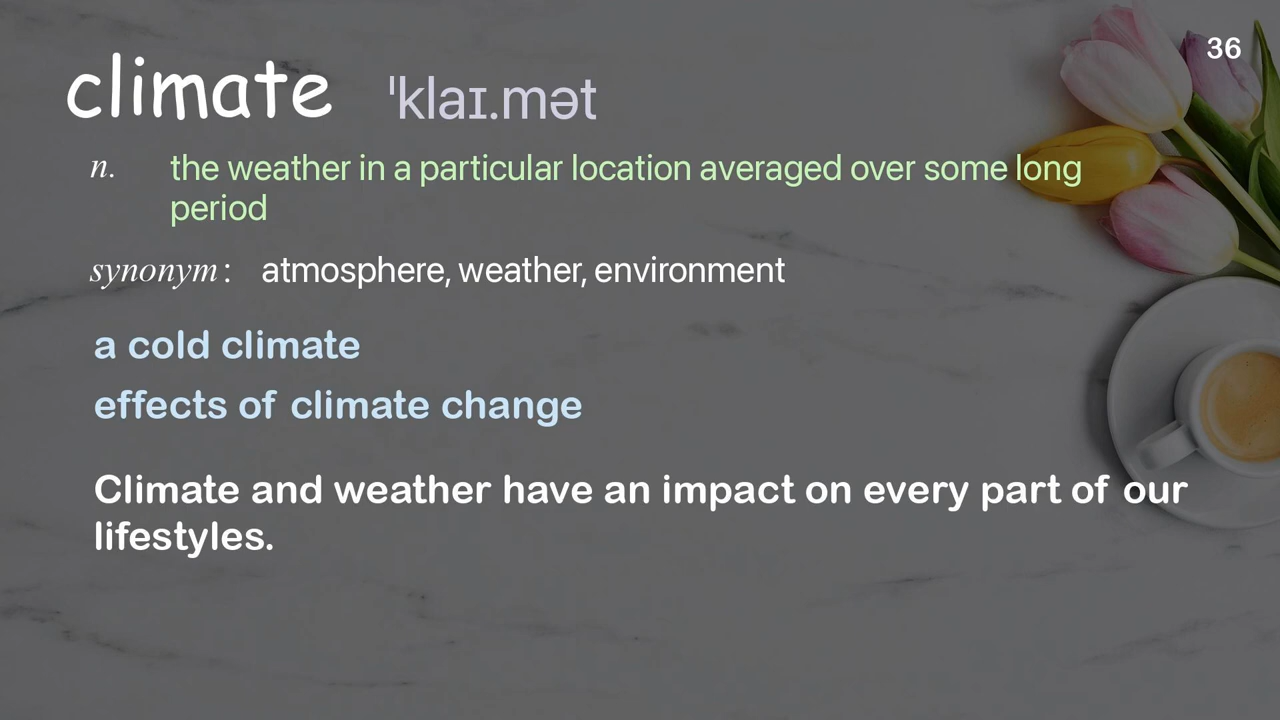 36
climate ˈklaɪ.mət
n. the weather in a particular location averaged over some long
period
synonym: atmosphere, weather, environment
a cold climate
effects of climate change
Climate and weather have an impact on every part of our
lifestyles.